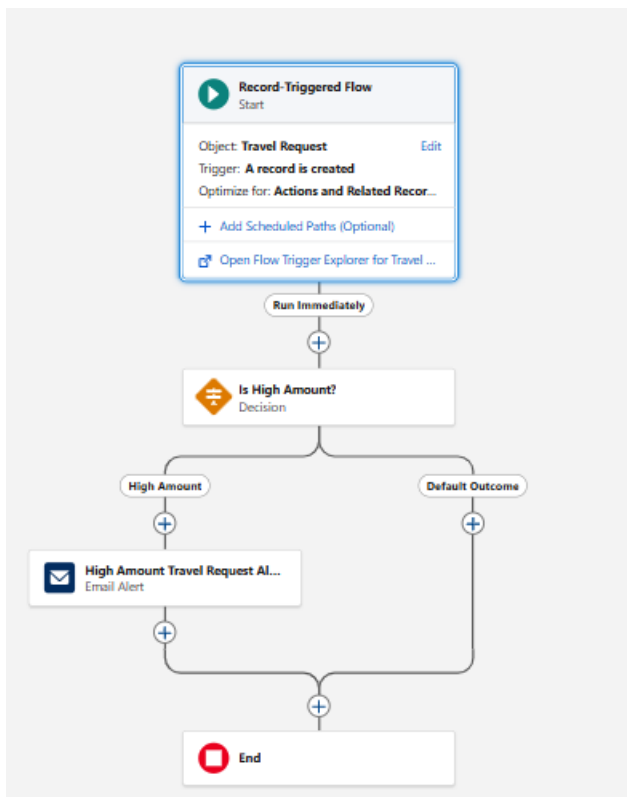 Record-Triggered Flow
Start
Object: Travel Request Edit
Trigger: A record is created
Optimize for: Actions and Related Recor...
+ Add Scheduled Paths (Optional)
Open Flow Trigger Explorer for Travel ...
Run Immediately
Is High Amount?
Decision
High Amount
Default Outcome
High Amount Travel Request Al...
Email Alert
End